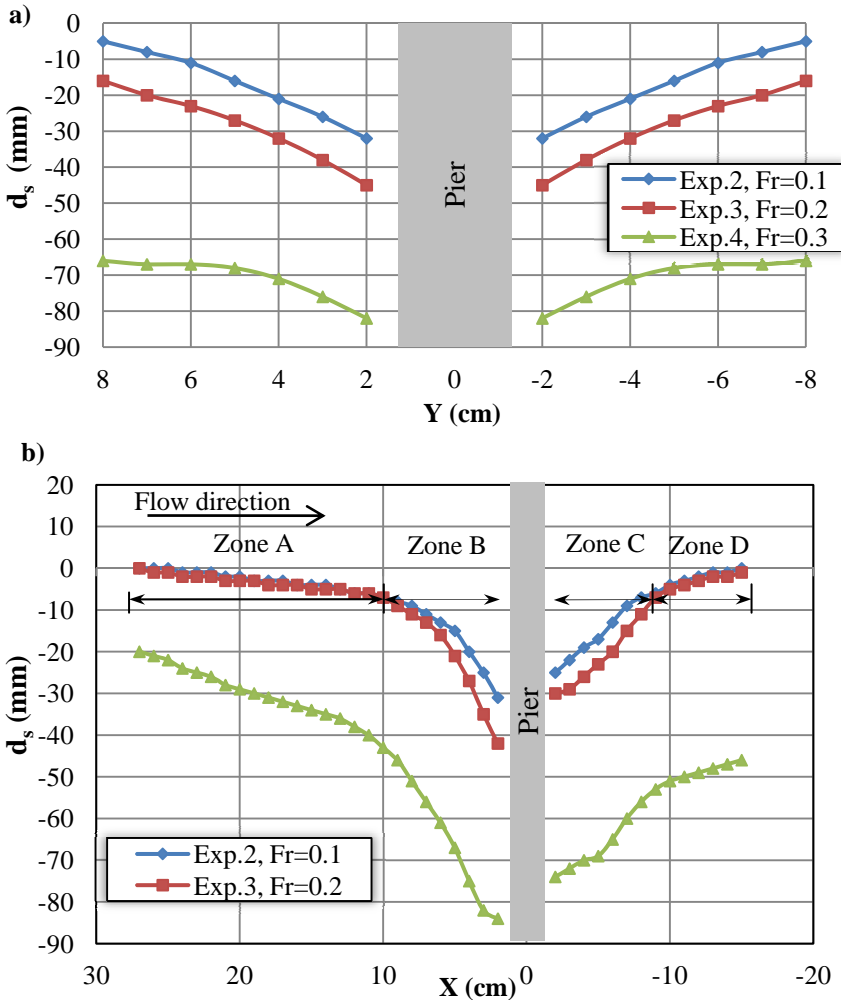 a)
0
-10
-20
-30
-40
-50
-60
-70
-80
-90
d_s (mm)
Pier
Exp.2, Fr=0.1
Exp.3, Fr=0.2
Exp.4, Fr=0.3
8 6 4 2 0 -2 -4 -6 -8
Y (cm)
b)
20
10
0
-10
-20
-30
-40
-50
-60
-70
-80
-90
d_s (mm)
Flow direction
Zone A Zone B Zone C Zone D
Pier
Exp.2, Fr=0.1
Exp.3, Fr=0.2
30 20 10 0 -10 -20
X (cm)